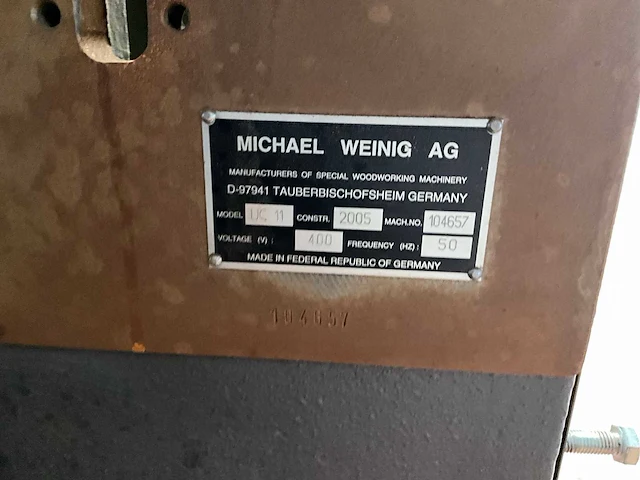 MICHAEL WEINIG AG
MANUFACTURERS OF SPECIAL WOODWORKING MACHINERY
D-97941 TAUBERBISCHOFSHEIM GERMANY
MODEL UC 11 CONSTR. 2005 MACH.NO. 104657
VOLTAGE (V): 400 FREQUENCY (HZ): 50
MADE IN FEDERAL REPUBLIC OF GERMANY
104657